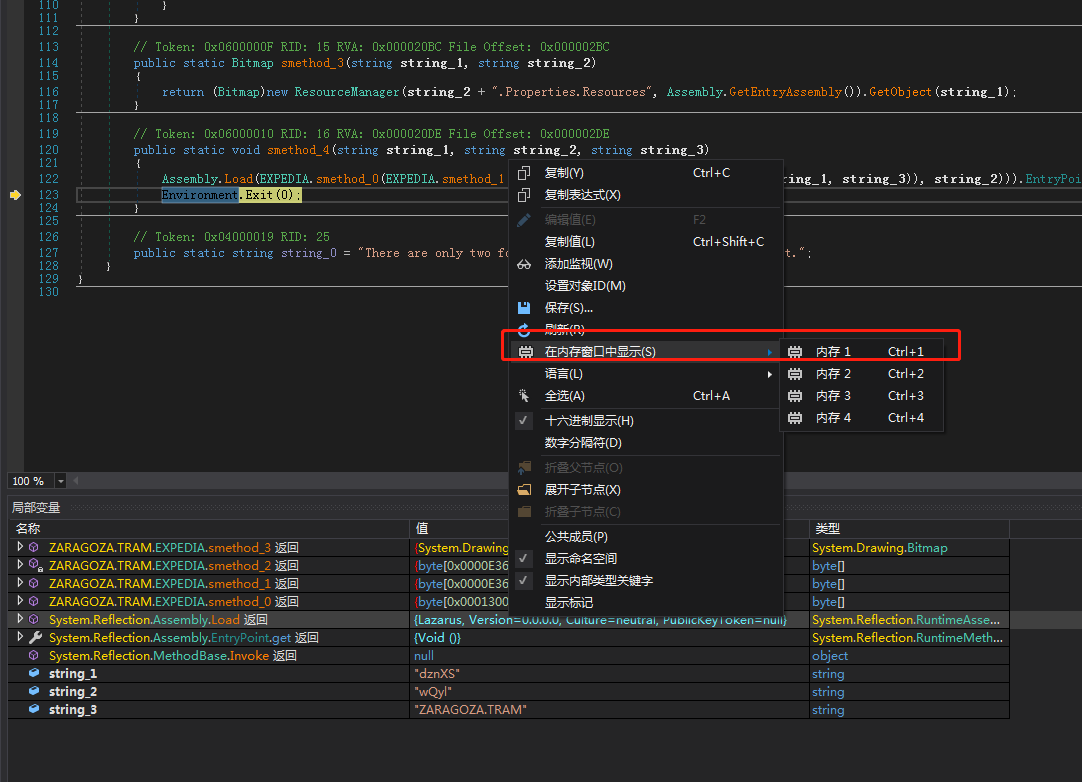 110 }
111 }
112
113 // Token: 0x0600000F RID: 15 RVA: 0x000020BC File Offset: 0x000002BC
114 public static Bitmap smethod_3(string string_1, string string_2)
115 {
116 return (Bitmap)new ResourceManager(string_2 + ".Properties.Resources", Assembly.GetEntryAssembly()).GetObject(string_1);
117 }
118
119 // Token: 0x06000010 RID: 16 RVA: 0x000020DE File Offset: 0x000002DE
120 public static void smethod_4(string string_1, string string_2, string string_3)
121 {
122 Assembly.Load(EXPEDIA.smethod_0(EXPEDIA.smethod_1 ring_1, string_3)), string_2))).EntryPoi
123 Environment.Exit(0);
124 }
125
126 // Token: 0x04000019 RID: 25
127 public static string string_0 = "There are only two fo t.";
128 }
129 }
130
复制(Y) Ctrl+C
复制表达式(X)
编辑值(E) F2
复制值(L) Ctrl+Shift+C
添加监视(W)
设置对象ID(M)
保存(S)...
刷新(R)
在内存窗口中显示(S)
语言(L)
全选(A) Ctrl+A
十六进制显示(H)
数字分隔符(D)
折叠父节点(O)
展开子节点(X)
折叠子节点(C)
公共成员(P)
显示命名空间
显示内部类型关键字
显示标记
内存 1 Ctrl+1
内存 2 Ctrl+2
内存 3 Ctrl+3
内存 4 Ctrl+4
100 %
局部变量
名称 值 类型
ZARAGOZA.TRAM.EXPEDIA.smethod_3 返回 {System.Drawing System.Drawing.Bitmap
ZARAGOZA.TRAM.EXPEDIA.smethod_2 返回 {byte[0x0000E36 byte[]
ZARAGOZA.TRAM.EXPEDIA.smethod_1 返回 {byte[0x0000E36 byte[]
ZARAGOZA.TRAM.EXPEDIA.smethod_0 返回 {byte[0x0001300 byte[]
System.Reflection.Assembly.Load 返回 {Lazarus, Version=0.0.0.0, Culture=neutral, PublicKeyToken=null} System.Reflection.RuntimeAsse...
System.Reflection.Assembly.EntryPoint.get 返回 {Void ()} System.Reflection.RuntimeMeth...
System.Reflection.MethodBase.Invoke 返回 null object
string_1 "dznXS" string
string_2 "wQyl" string
string_3 "ZARAGOZA.TRAM" string